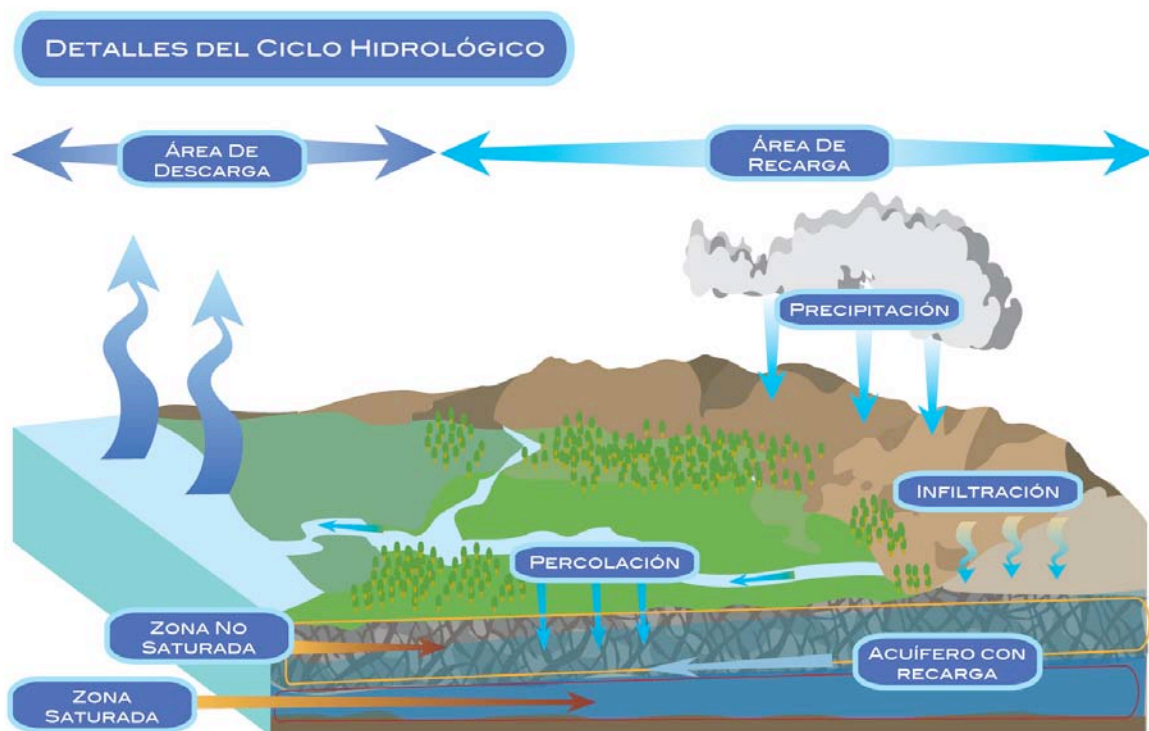 Detalles del Ciclo Hidrológico
Área De
Descarga
Área De
Recarga
Precipitación
Infiltración
Percolación
Zona No
Saturada
Acuífero con
recarga
Zona
Saturada